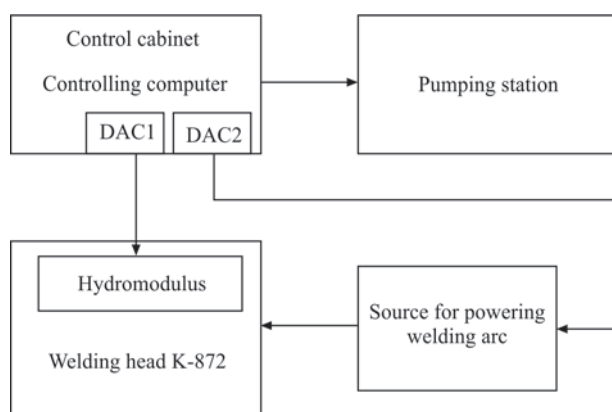 Control cabinet
Controlling computer
DAC1
DAC2
Pumping station
Hydromodulus
Welding head K-872
Source for powering
welding arc